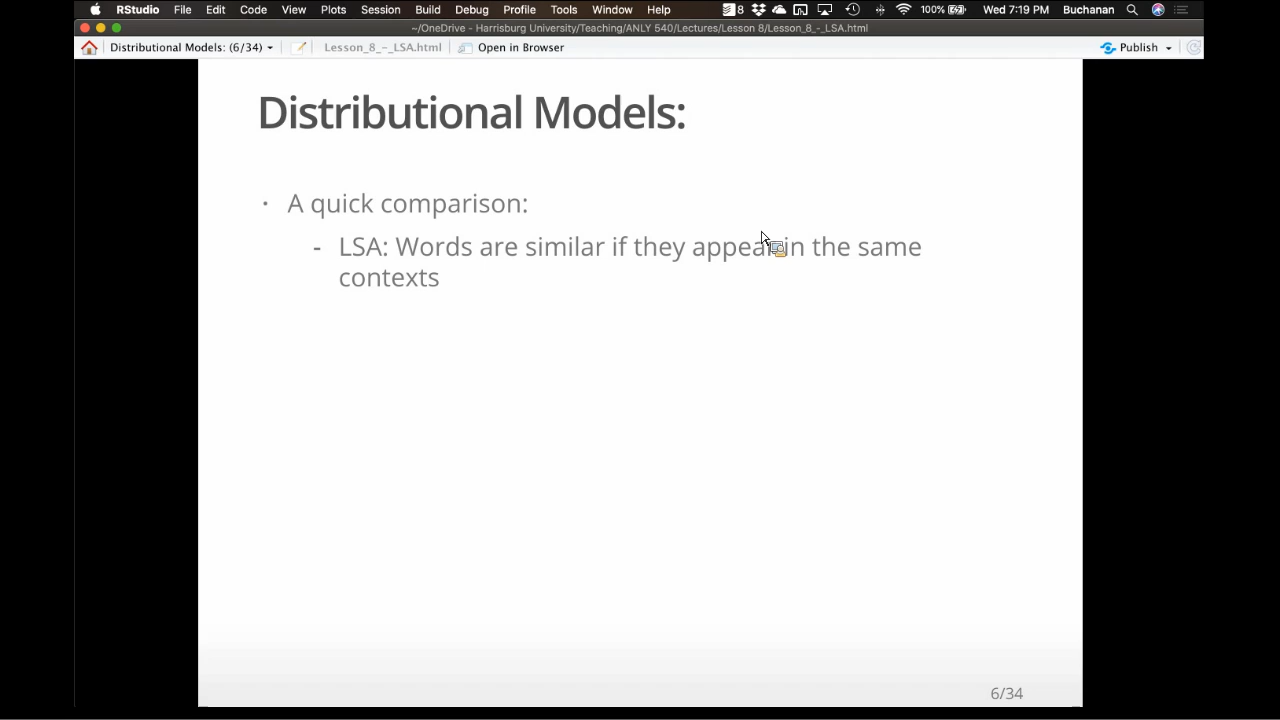 RStudio File Edit Code View Plots Session Build Debug Profile Tools Window Help 8 100% Wed 7:19 PM Buchanan
~/OneDrive - Harrisburg University/Teaching/ANLY 540/Lectures/Lesson 8/Lesson_8_-_LSA.html
Distributional Models: (6/34) Lesson_8_-_LSA.html Open in Browser Publish
Distributional Models:
· A quick comparison:
- LSA: Words are similar if they appear in the same
contexts
6/34